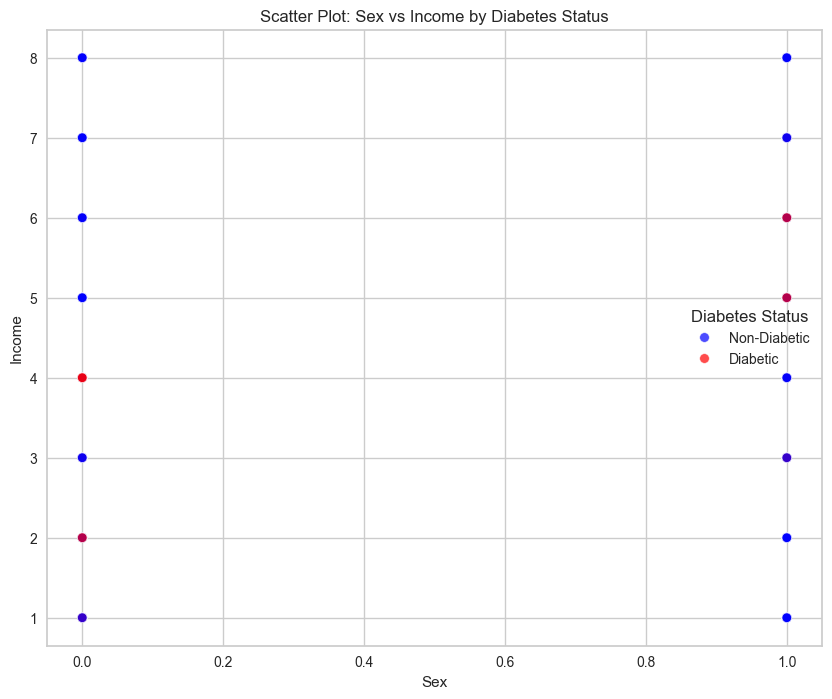 Scatter Plot: Sex vs Income by Diabetes Status
8
7
6
5
4
3
2
1
Income
Diabetes Status
Non-Diabetic
Diabetic
0.0 0.2 0.4 0.6 0.8 1.0
Sex